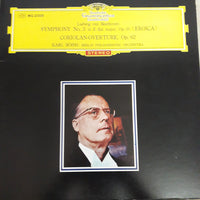 Ludwig van Beethoven
SYMPHONY No. 3 in E flat major, Op. 55 "EROICA"
CORIOLAN-OVERTURE, Op. 62
KARL BÖHM, BERLIN PHILHARMONIC ORCHESTRA
STEREO